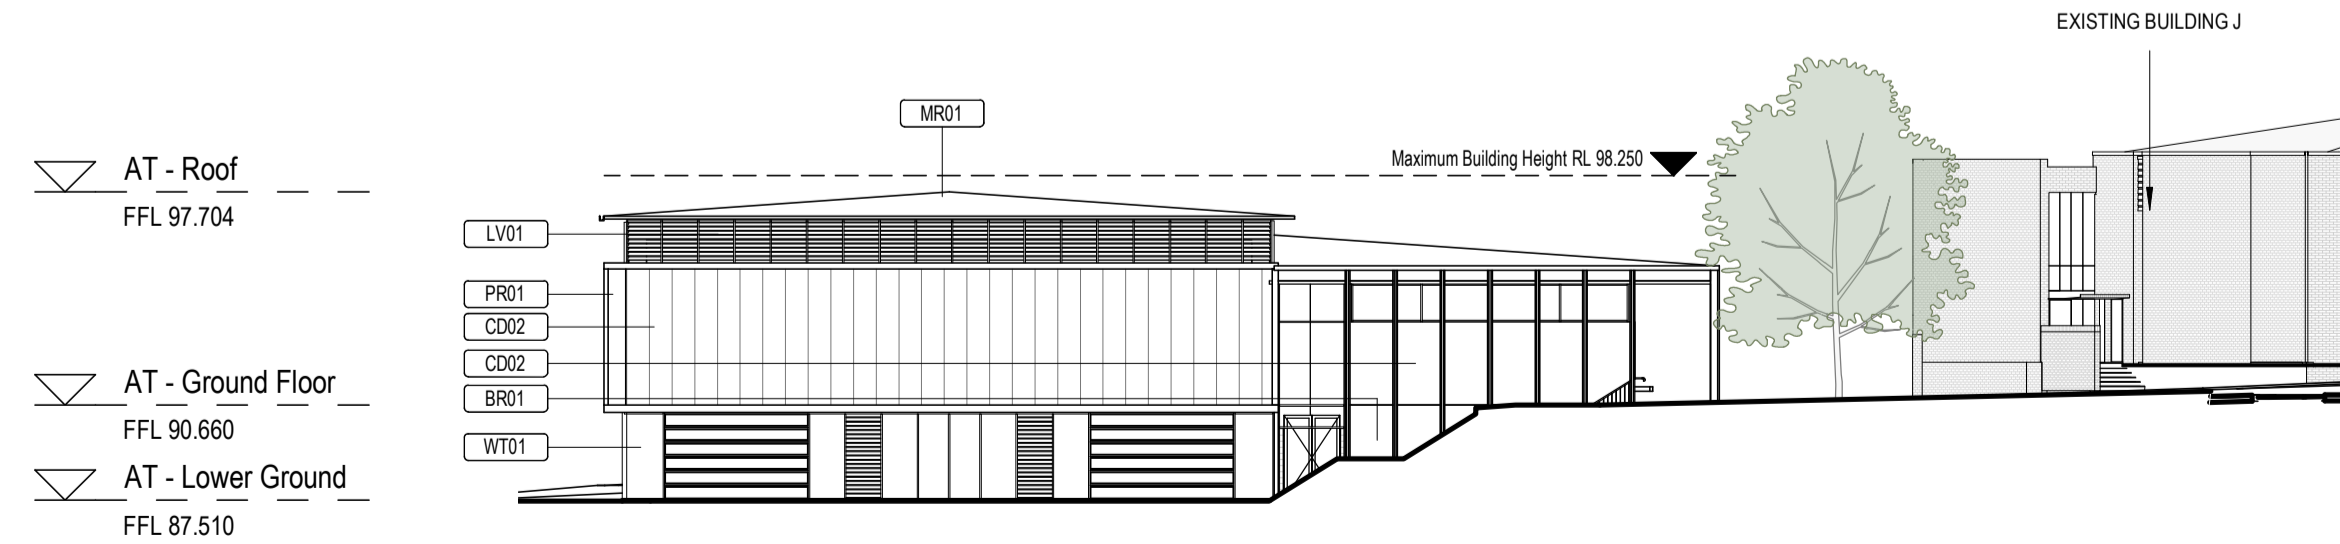 EXISTING BUILDING J
MR01
Maximum Building Height RL 98.250
AT - Roof
FFL 97.704
LV01
PR01
CD02
CD02
BR01
WT01
AT - Ground Floor
FFL 90.660
AT - Lower Ground
FFL 87.510